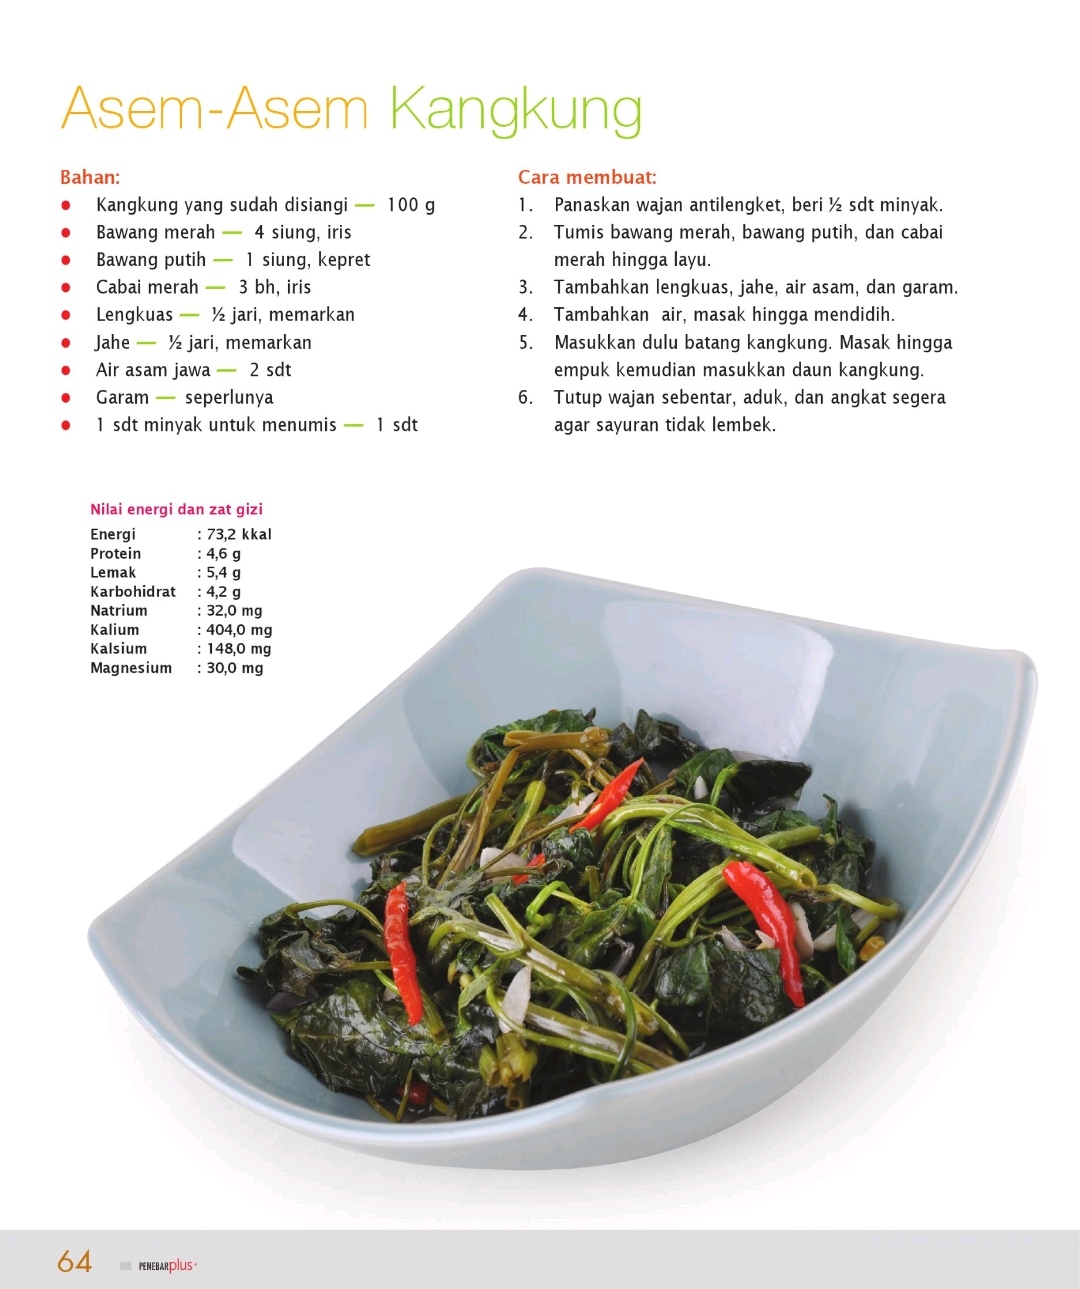 Asem-Asem Kangkung
Bahan:
● Kangkung yang sudah disiangi — 100 g
● Bawang merah — 4 siung, iris
● Bawang putih — 1 siung, kepret
● Cabai merah — 3 bh, iris
● Lengkuas — ½ jari, memarkan
● Jahe — ½ jari, memarkan
● Air asam jawa — 2 sdt
● Garam — seperlunya
● 1 sdt minyak untuk menumis — 1 sdt
Cara membuat:
1. Panaskan wajan antilengket, beri ½ sdt minyak.
2. Tumis bawang merah, bawang putih, dan cabai
merah hingga layu.
3. Tambahkan lengkuas, jahe, air asam, dan garam.
4. Tambahkan air, masak hingga mendidih.
5. Masukkan dulu batang kangkung. Masak hingga
empuk kemudian masukkan daun kangkung.
6. Tutup wajan sebentar, aduk, dan angkat segera
agar sayuran tidak lembek.
Nilai energi dan zat gizi
Energi : 73,2 kkal
Protein : 4,6 g
Lemak : 5,4 g
Karbohidrat : 4,2 g
Natrium : 32,0 mg
Kalium : 404,0 mg
Kalsium : 148,0 mg
Magnesium : 30,0 mg
64 PENEBARplus+